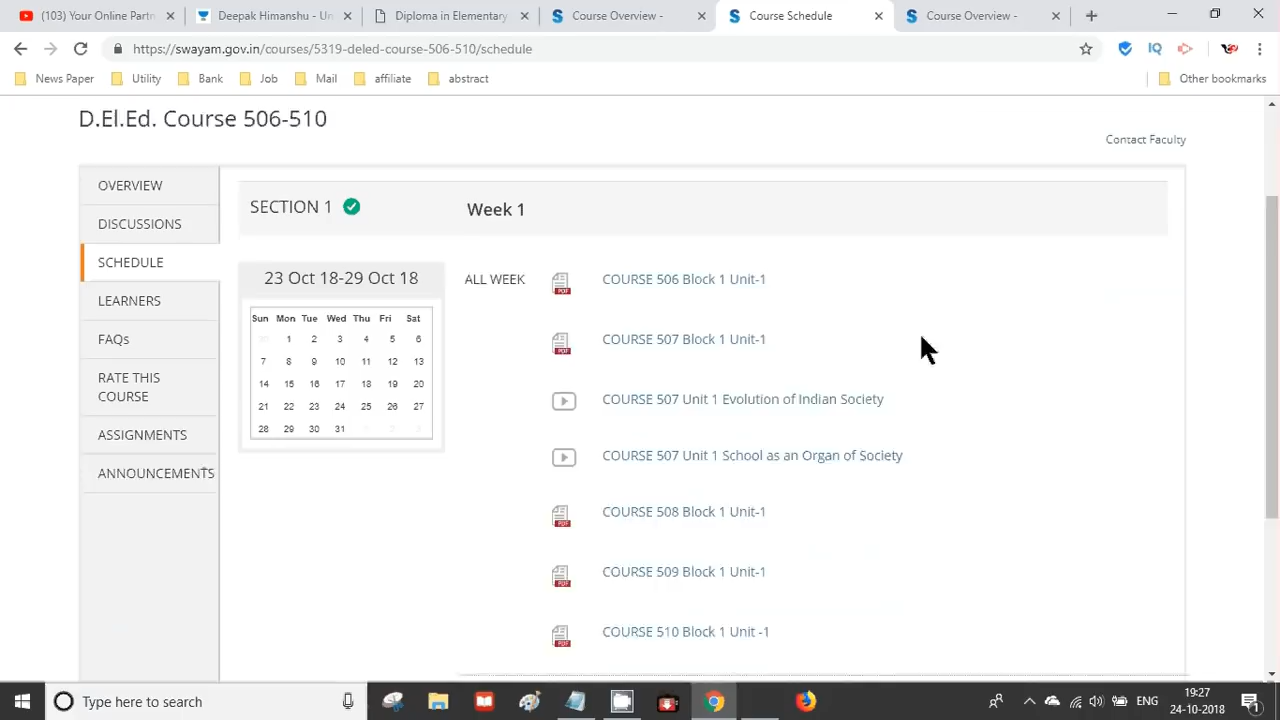 (103) Your Online Partn
Deepak Himanshu - Un
Diploma in Elementary
Course Overview -
Course Schedule
Course Overview -
https://swayam.gov.in/courses/5319-deled-course-506-510/schedule
News Paper
Utility
Bank
Job
Mail
affiliate
abstract
Other bookmarks
D.El.Ed. Course 506-510
Contact Faculty
OVERVIEW
DISCUSSIONS
SCHEDULE
LEARNERS
FAQs
RATE THIS
COURSE
ASSIGNMENTS
ANNOUNCEMENTS
SECTION 1
Week 1
23 Oct 18-29 Oct 18
Sun Mon Tue Wed Thu Fri Sat
30 1 2 3 4 5 6
7 8 9 10 11 12 13
14 15 16 17 18 19 20
21 22 23 24 25 26 27
28 29 30 31
ALL WEEK
COURSE 506 Block 1 Unit-1
COURSE 507 Block 1 Unit-1
COURSE 507 Unit 1 Evolution of Indian Society
COURSE 507 Unit 1 School as an Organ of Society
COURSE 508 Block 1 Unit-1
COURSE 509 Block 1 Unit-1
COURSE 510 Block 1 Unit -1
Type here to search
ENG
19:27
24-10-2018